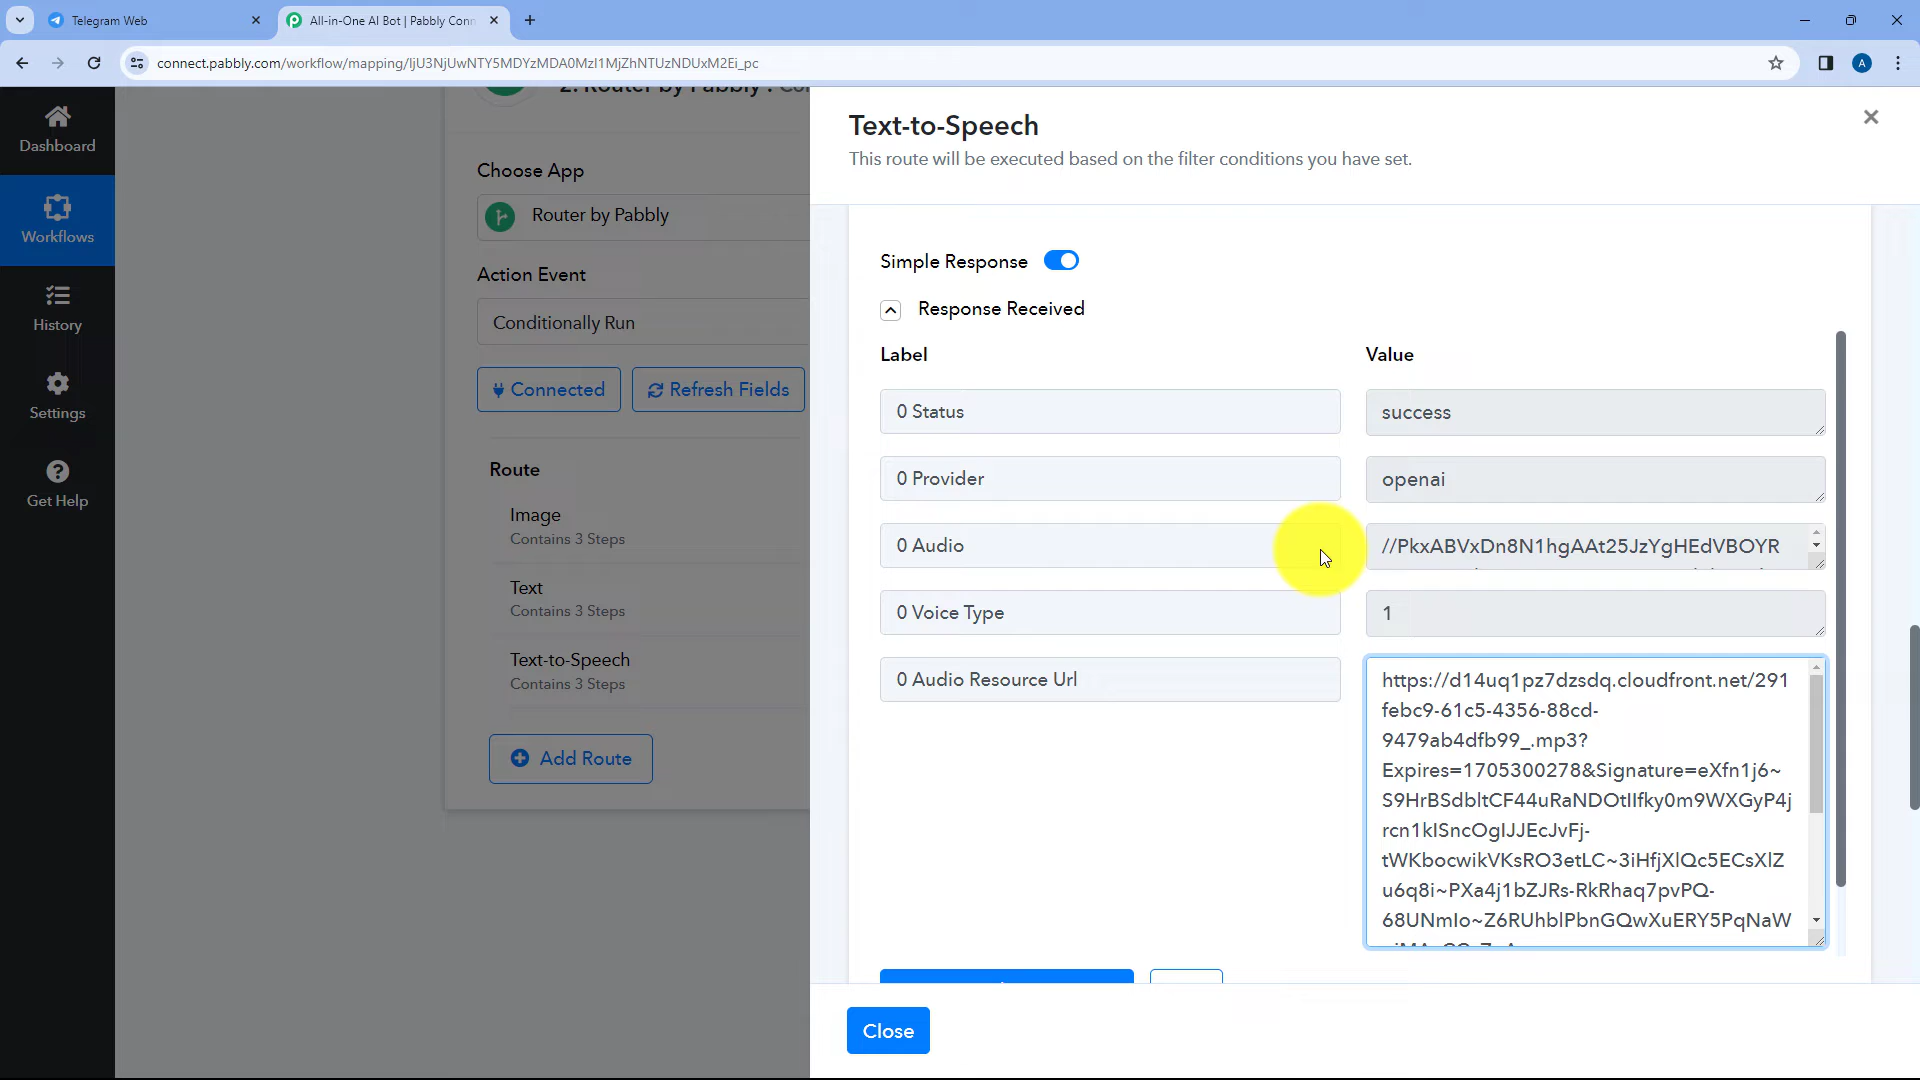 Telegram Web
All-in-One AI Bot | Pabbly Conn
connect.pabbly.com/workflow/mapping/IjU3NjUwNTY5MDYzMDA0MzI1MjZhNTUzNDUxM2Ei_pc
Dashboard
Workflows
History
Settings
Get Help
2. Router by Pabbly :
Choose App
Router by Pabbly
Action Event
Conditionally Run
Connected
Refresh Fields
Route
Image
Contains 3 Steps
Text
Contains 3 Steps
Text-to-Speech
Contains 3 Steps
Add Route
Text-to-Speech
This route will be executed based on the filter conditions you have set.
Simple Response
Response Received
Label
Value
0 Status
success
0 Provider
openai
0 Audio
//PkxABVxDn8N1hgAAt25JzYgHEdVBOYR
0 Voice Type
1
0 Audio Resource Url
https://d14uq1pz7dzsdq.cloudfront.net/291
febc9-61c5-4356-88cd-
9479ab4dfb99_.mp3?
Expires=1705300278&Signature=eXfn1j6~
S9HrBSdbltCF44uRaNDOtIIfky0m9WXGyP4j
rcn1kISncOgIJJEcJvFj-
tWKbocwikVKsRO3etLC~3iHfjXlQc5ECsXlZ
u6q8i~PXa4j1bZJRs-RkRhaq7pvPQ-
68UNmIo~Z6RUhblPbnGQwXuERY5PqNaW
Close
A